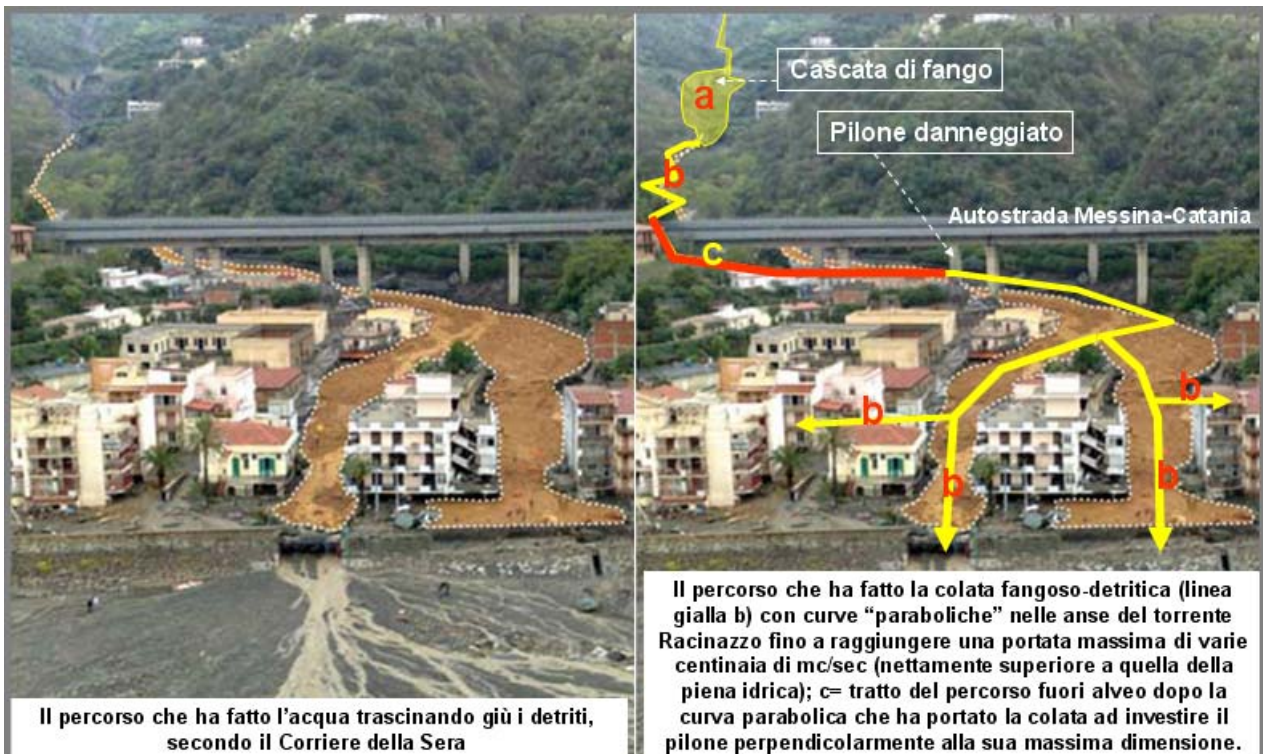 Il percorso che ha fatto l'acqua trascinando giù i detriti,
secondo il Corriere della Sera
Cascata di fango
a
Pilone danneggiato
b
Autostrada Messina-Catania
c
b
b
b
b
Il percorso che ha fatto la colata fangoso-detritica (linea
gialla b) con curve “paraboliche” nelle anse del torrente
Racinazzo fino a raggiungere una portata massima di varie
centinaia di mc/sec (nettamente superiore a quella della
piena idrica); c= tratto del percorso fuori alveo dopo la
curva parabolica che ha portato la colata ad investire il
pilone perpendicolarmente alla sua massima dimensione.